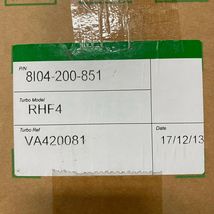 P/N
8I04-200-851
Turbo Model
RHF4
Turbo Ref
Date
VA420081
17/12/13